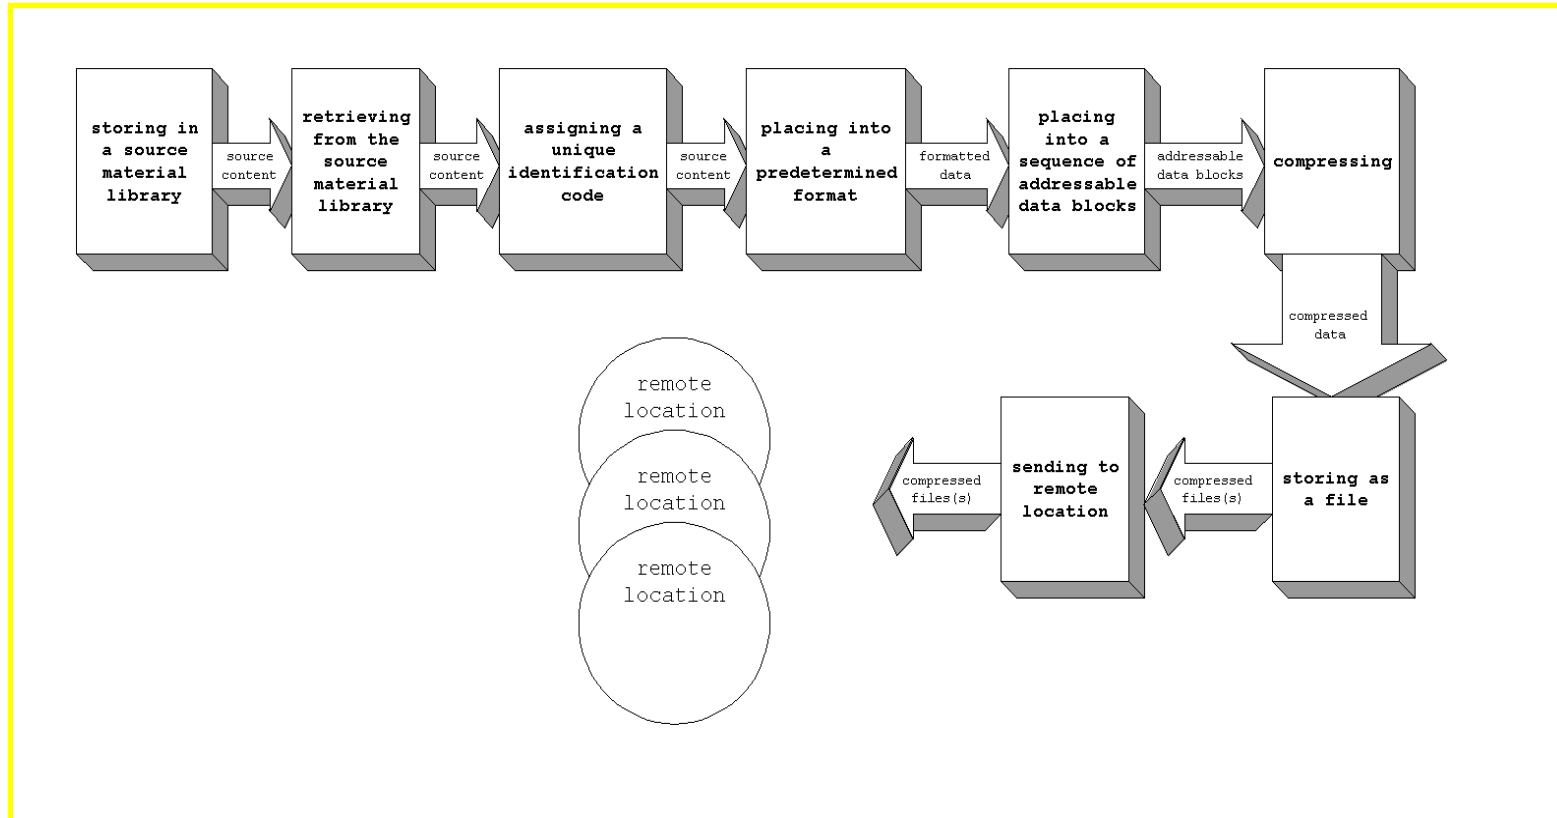 storing in
a source
material
library
source
content
retrieving
from the
source
material
library
source
content
assigning a
unique
identification
code
source
content
placing into
a
predetermined
format
formatted
data
placing
into a
sequence of
addressable
data blocks
addressable
data blocks
compressing
compressed
data
storing as
a file
compressed
files(s)
sending to
remote
location
compressed
files(s)
remote
location
remote
location
remote
location